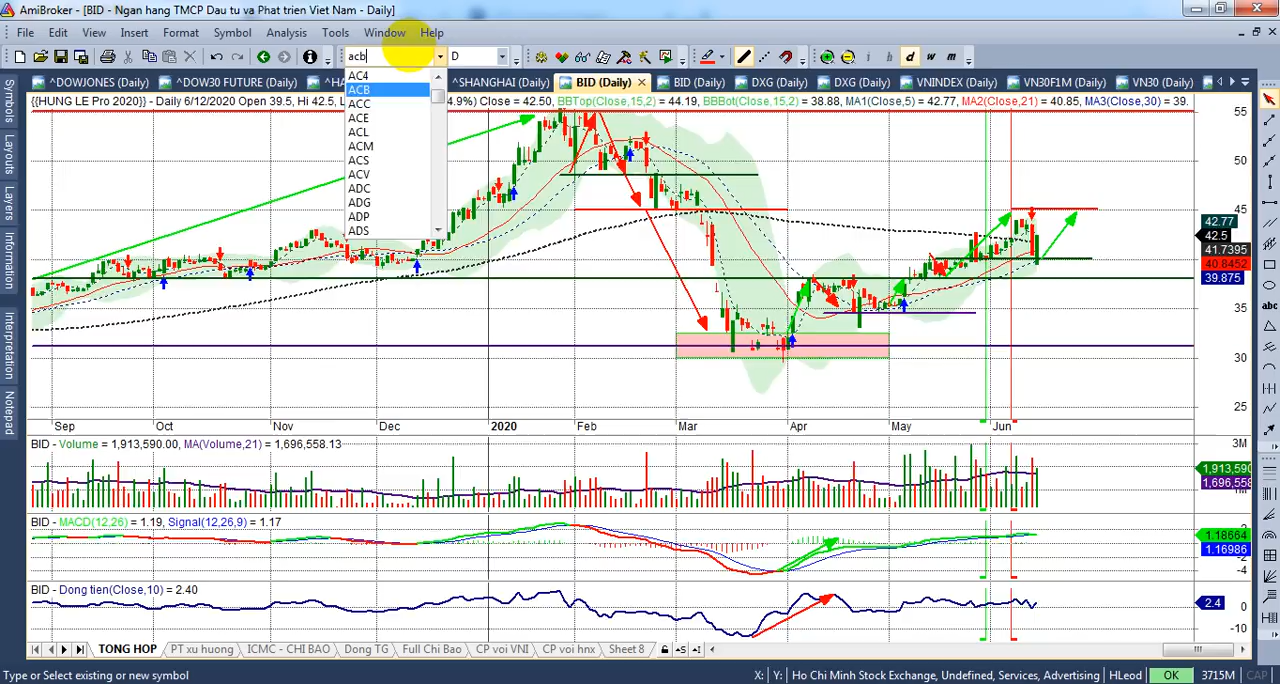 AmiBroker - [BID - Ngan hang TMCP Dau tu va Phat trien Viet Nam - Daily]
File Edit View Insert Format Symbol Analysis Tools Window Help
acb D i h d w m
^DOWJONES (Daily) ^DOW30 FUTURE (Daily) ^SHANGHAI (Daily) BID (Daily) BID (Daily) DXG (Daily) DXG (Daily) VNINDEX (Daily) VN30F1M (Daily) VN30 (Daily)
AC4
ACB
ACC
ACE
ACL
ACM
ACS
ACV
ADC
ADG
ADP
ADS
{{HUNG LE Pro 2020}} - Daily 6/12/2020 Open 39.5, Hi 42.5, 4.9%) Close = 42.50, BBTop(Close,15,2) = 44.19, BBBot(Close,15,2) = 38.88, MA1(Close,5) = 42.77, MA2(Close,21) = 40.85, MA3(Close,30) = 39.
Symbols
Layouts
Layers
Information
Interpretation
Notepad
abc
55
50
45
42.77
42.5
41.7395
40.8452
39.875
35
30
25
Sep Oct Nov Dec 2020 Feb Mar Apr May Jun
BID - Volume = 1,913,590.00, MA(Volume,21) = 1,696,558.13
3M
1,913,590
1,696,558
BID - MACD(12,26) = 1.19, Signal(12,26,9) = 1.17
2
1.18664
1.16986
-4
BID - Dong tien(Close,10) = 2.40
2.4
0
-10
TONG HOP PT xu huong ICMC - CHI BAO Dong TG Full Chi Bao CP voi VNI CP voi hnx Sheet 8
Type or Select existing or new symbol X: Y: Ho Chi Minh Stock Exchange, Undefined, Services, Advertising HLeod OK 3715M CAP